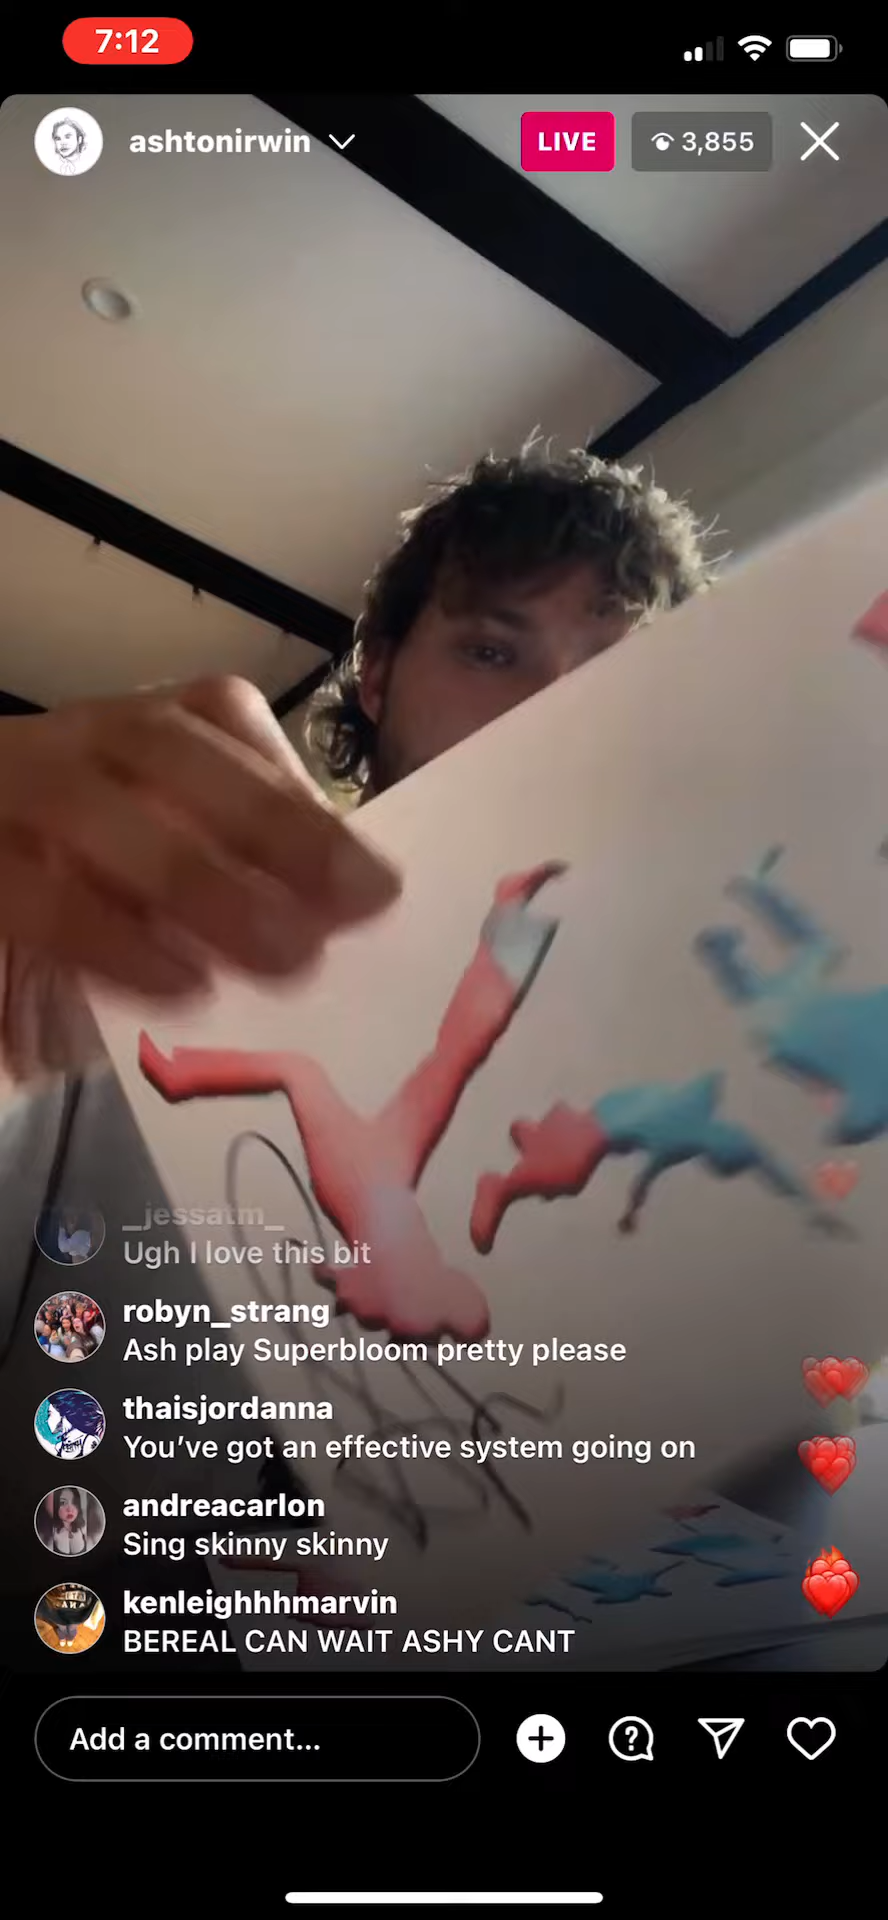 7:12
ashtonirwin
LIVE
3,855
_jessatm_
Ugh I love this bit
robyn_strang
Ash play Superbloom pretty please
thaisjordanna
You’ve got an effective system going on
andreacarlon
Sing skinny skinny
kenleighhhmarvin
BEREAL CAN WAIT ASHY CANT
Add a comment...